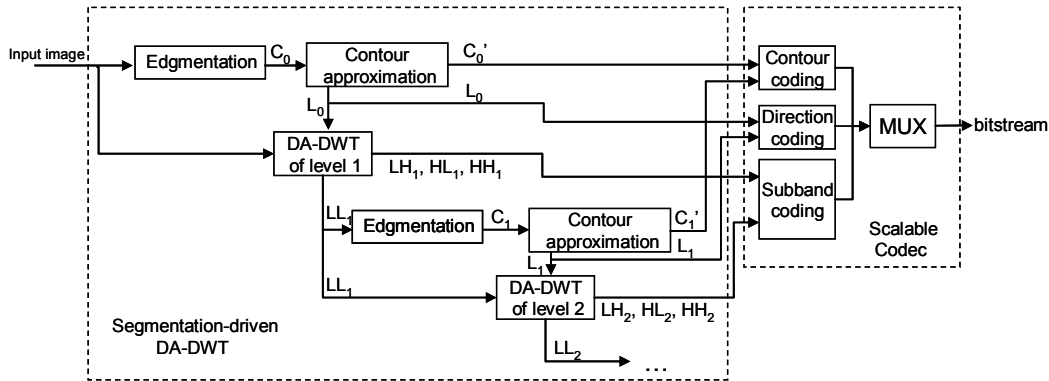 Input image
Edgmentation
C0
Contour
approximation
C0'
L0
L0
DA-DWT
of level 1
LH1, HL1, HH1
LL1
Edgmentation
C1
Contour
approximation
C1'
L1
L1
LL1
DA-DWT
of level 2
LH2, HL2, HH2
LL2
...
Segmentation-driven
DA-DWT
Contour
coding
Direction
coding
Subband
coding
MUX
bitstream
Scalable
Codec